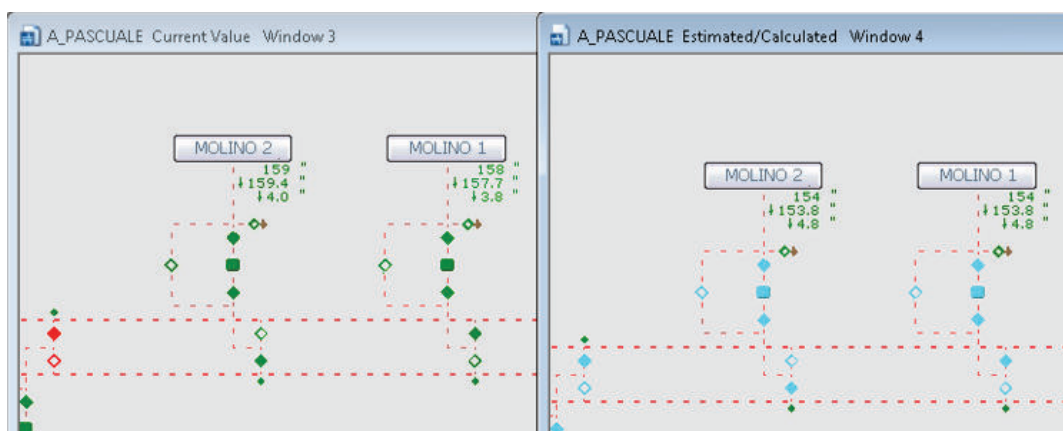 A_PASCUALE Current Value Window 3
MOLINO 2
159 "
159.4 "
4.0 "
MOLINO 1
158 "
157.7 "
3.8 "
A_PASCUALE Estimated/Calculated Window 4
MOLINO 2
154 "
153.8 "
4.8 "
MOLINO 1
154 "
153.8 "
4.8 "